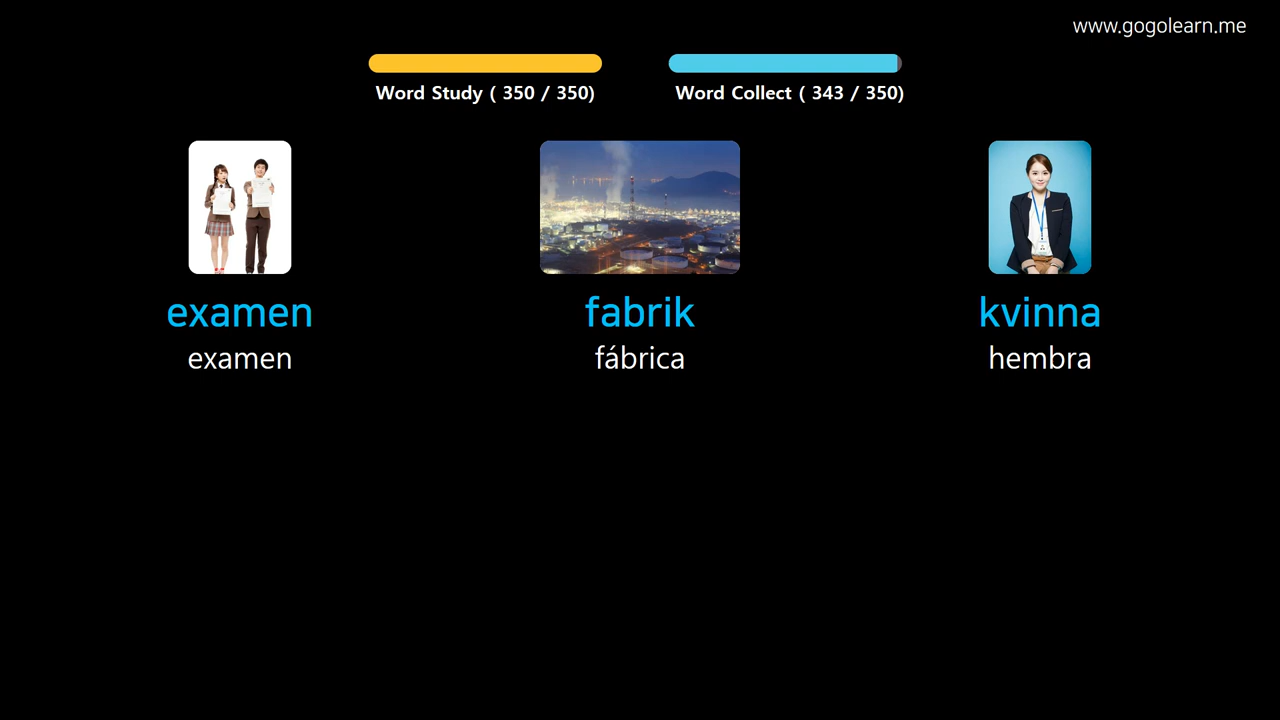 www.gogolearn.me
Word Study ( 350 / 350)
Word Collect ( 343 / 350)
examen
fabrik
kvinna
examen
fábrica
hembra